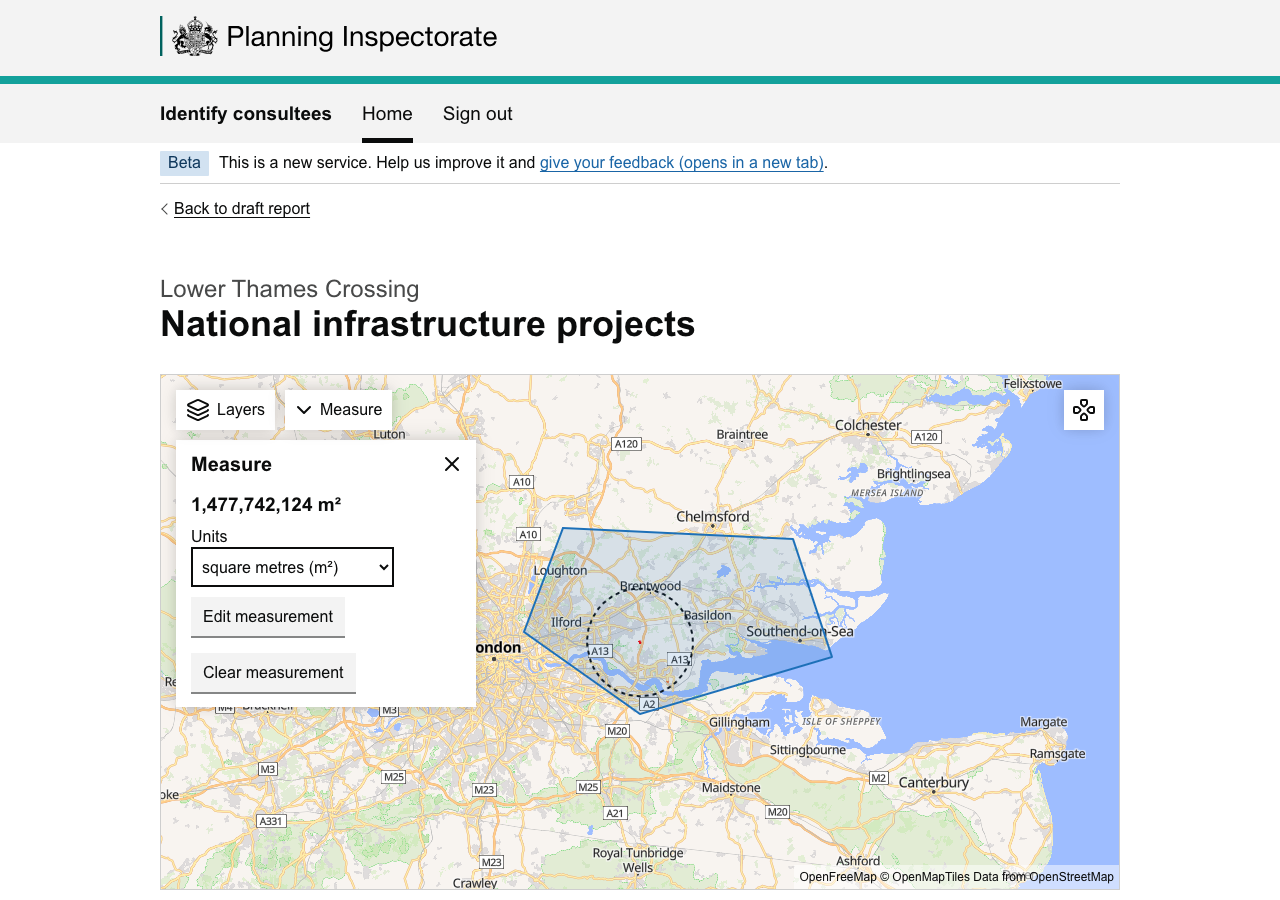 Planning Inspectorate
Identify consultees Home Sign out
Beta This is a new service. Help us improve it and give your feedback (opens in a new tab).
Back to draft report
Lower Thames Crossing
National infrastructure projects
Layers Measure
Felixstowe
Luton
Colchester
Braintree
A120
A120
Measure
Brightlingsea
A10
MERSEA ISLAND
1,477,742,124 m²
Chelmsford
Units
A10
square metres (m²)
Loughton
Brentwood
Edit measurement
Ilford
Basildon
Southend-on-Sea
ondon
A13
A13
Clear measurement
Re
M4
M3
A2
Gillingham
ISLE OF SHEPPEY
Margate
M20
Sittingbourne
Ramsgate
M3
M25
M2
Canterbury
M23
M25
Maidstone
oke
A21
M20
A331
Royal Tunbridge
Wells
M23
Ashford
Crawley
OpenFreeMap © OpenMapTiles Data from OpenStreetMap